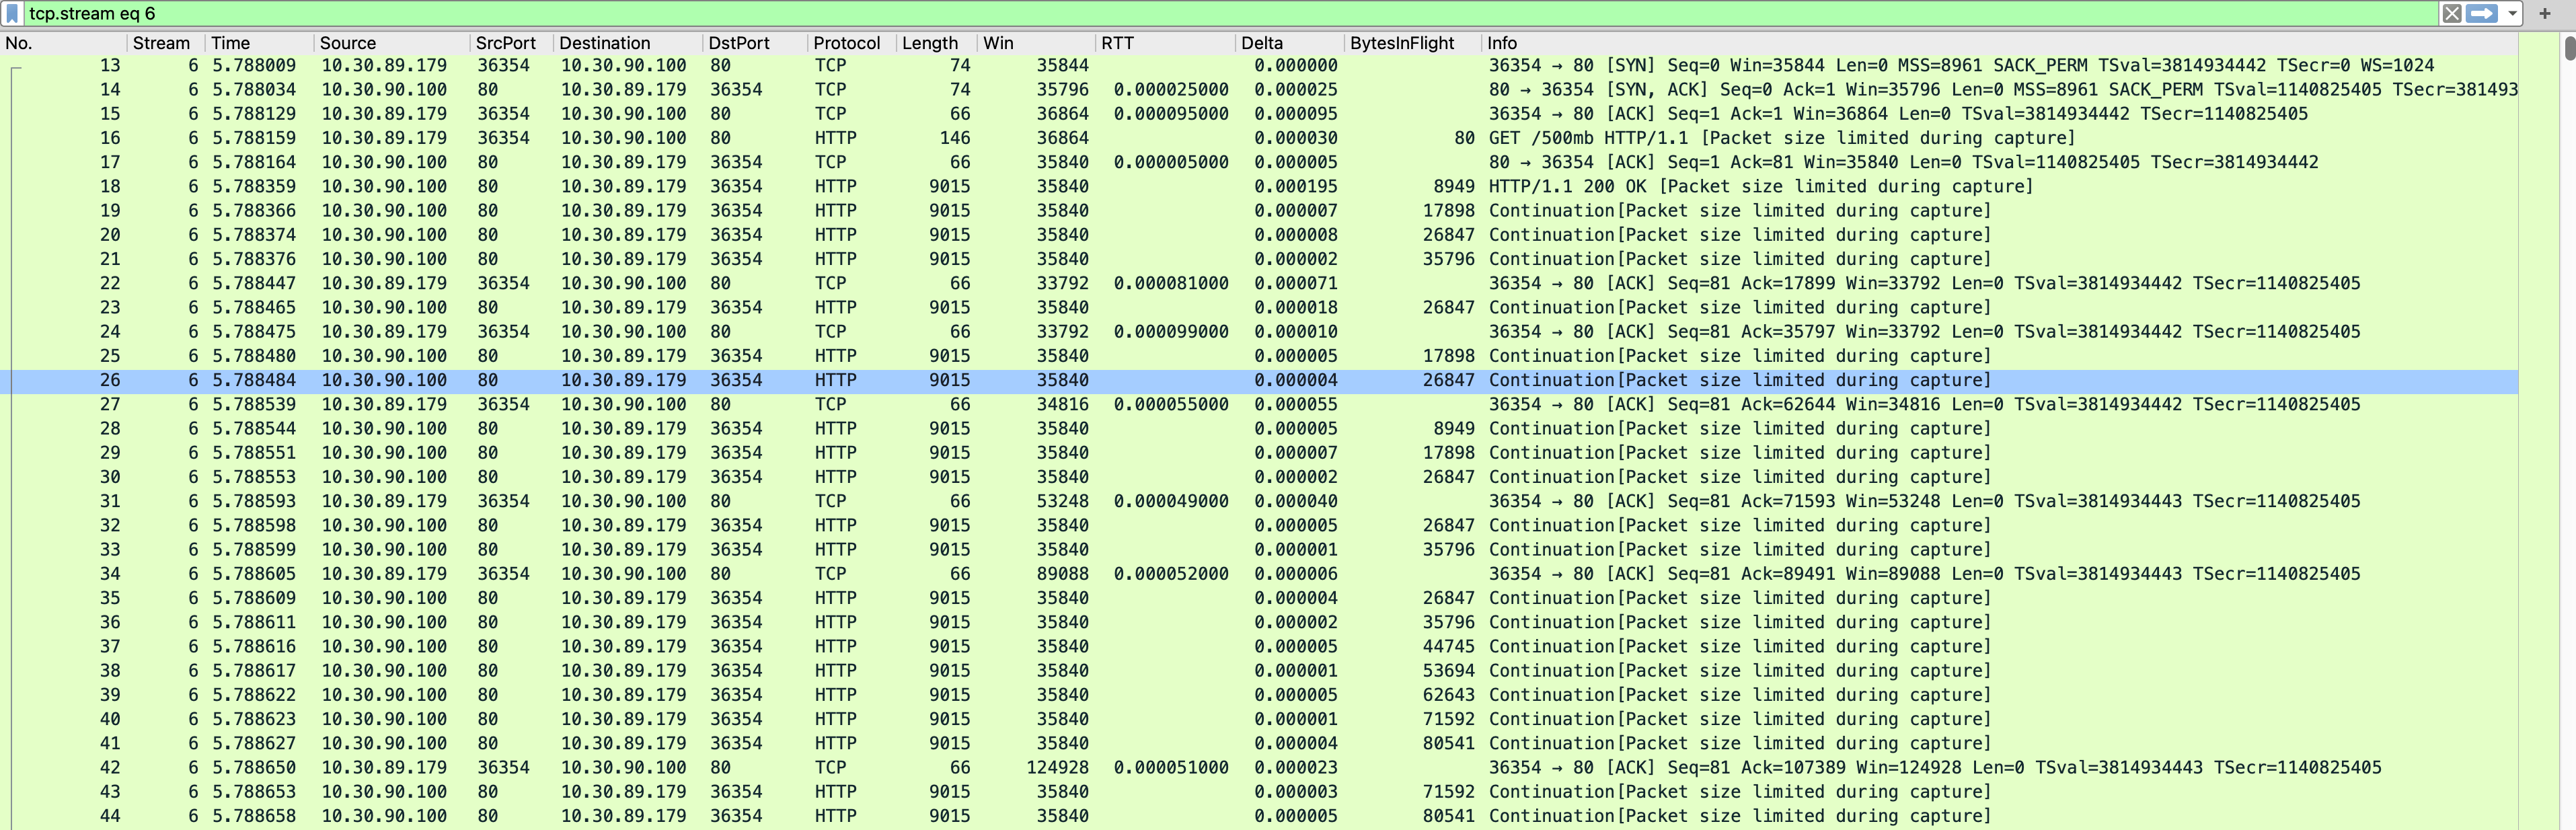 tcp.stream eq 6
No. Stream Time Source SrcPort Destination DstPort Protocol Length Win RTT Delta BytesInFlight Info
13 6 5.788009 10.30.89.179 36354 10.30.90.100 80 TCP 74 35844 0.000000 36354 → 80 [SYN] Seq=0 Win=35844 Len=0 MSS=8961 SACK_PERM TSval=3814934442 TSecr=0 WS=1024
14 6 5.788034 10.30.90.100 80 10.30.89.179 36354 TCP 74 35796 0.000025000 0.000025 80 → 36354 [SYN, ACK] Seq=0 Ack=1 Win=35796 Len=0 MSS=8961 SACK_PERM TSval=1140825405 TSecr=381493
15 6 5.788129 10.30.89.179 36354 10.30.90.100 80 TCP 66 36864 0.000095000 0.000095 36354 → 80 [ACK] Seq=1 Ack=1 Win=36864 Len=0 TSval=3814934442 TSecr=1140825405
16 6 5.788159 10.30.89.179 36354 10.30.90.100 80 HTTP 146 36864 0.000030 80 GET /500mb HTTP/1.1 [Packet size limited during capture]
17 6 5.788164 10.30.90.100 80 10.30.89.179 36354 TCP 66 35840 0.000005000 0.000005 80 → 36354 [ACK] Seq=1 Ack=81 Win=35840 Len=0 TSval=1140825405 TSecr=3814934442
18 6 5.788359 10.30.90.100 80 10.30.89.179 36354 HTTP 9015 35840 0.000195 8949 HTTP/1.1 200 OK [Packet size limited during capture]
19 6 5.788366 10.30.90.100 80 10.30.89.179 36354 HTTP 9015 35840 0.000007 17898 Continuation[Packet size limited during capture]
20 6 5.788374 10.30.90.100 80 10.30.89.179 36354 HTTP 9015 35840 0.000008 26847 Continuation[Packet size limited during capture]
21 6 5.788376 10.30.90.100 80 10.30.89.179 36354 HTTP 9015 35840 0.000002 35796 Continuation[Packet size limited during capture]
22 6 5.788447 10.30.89.179 36354 10.30.90.100 80 TCP 66 33792 0.000081000 0.000071 36354 → 80 [ACK] Seq=81 Ack=17899 Win=33792 Len=0 TSval=3814934442 TSecr=1140825405
23 6 5.788465 10.30.90.100 80 10.30.89.179 36354 HTTP 9015 35840 0.000018 26847 Continuation[Packet size limited during capture]
24 6 5.788475 10.30.89.179 36354 10.30.90.100 80 TCP 66 33792 0.000099000 0.000010 36354 → 80 [ACK] Seq=81 Ack=35797 Win=33792 Len=0 TSval=3814934442 TSecr=1140825405
25 6 5.788480 10.30.90.100 80 10.30.89.179 36354 HTTP 9015 35840 0.000005 17898 Continuation[Packet size limited during capture]
26 6 5.788484 10.30.90.100 80 10.30.89.179 36354 HTTP 9015 35840 0.000004 26847 Continuation[Packet size limited during capture]
27 6 5.788539 10.30.89.179 36354 10.30.90.100 80 TCP 66 34816 0.000055000 0.000055 36354 → 80 [ACK] Seq=81 Ack=62644 Win=34816 Len=0 TSval=3814934442 TSecr=1140825405
28 6 5.788544 10.30.90.100 80 10.30.89.179 36354 HTTP 9015 35840 0.000005 8949 Continuation[Packet size limited during capture]
29 6 5.788551 10.30.90.100 80 10.30.89.179 36354 HTTP 9015 35840 0.000007 17898 Continuation[Packet size limited during capture]
30 6 5.788553 10.30.90.100 80 10.30.89.179 36354 HTTP 9015 35840 0.000002 26847 Continuation[Packet size limited during capture]
31 6 5.788593 10.30.89.179 36354 10.30.90.100 80 TCP 66 53248 0.000049000 0.000040 36354 → 80 [ACK] Seq=81 Ack=71593 Win=53248 Len=0 TSval=3814934443 TSecr=1140825405
32 6 5.788598 10.30.90.100 80 10.30.89.179 36354 HTTP 9015 35840 0.000005 26847 Continuation[Packet size limited during capture]
33 6 5.788599 10.30.90.100 80 10.30.89.179 36354 HTTP 9015 35840 0.000001 35796 Continuation[Packet size limited during capture]
34 6 5.788605 10.30.89.179 36354 10.30.90.100 80 TCP 66 89088 0.000052000 0.000006 36354 → 80 [ACK] Seq=81 Ack=89491 Win=89088 Len=0 TSval=3814934443 TSecr=1140825405
35 6 5.788609 10.30.90.100 80 10.30.89.179 36354 HTTP 9015 35840 0.000004 26847 Continuation[Packet size limited during capture]
36 6 5.788611 10.30.90.100 80 10.30.89.179 36354 HTTP 9015 35840 0.000002 35796 Continuation[Packet size limited during capture]
37 6 5.788616 10.30.90.100 80 10.30.89.179 36354 HTTP 9015 35840 0.000005 44745 Continuation[Packet size limited during capture]
38 6 5.788617 10.30.90.100 80 10.30.89.179 36354 HTTP 9015 35840 0.000001 53694 Continuation[Packet size limited during capture]
39 6 5.788622 10.30.90.100 80 10.30.89.179 36354 HTTP 9015 35840 0.000005 62643 Continuation[Packet size limited during capture]
40 6 5.788623 10.30.90.100 80 10.30.89.179 36354 HTTP 9015 35840 0.000001 71592 Continuation[Packet size limited during capture]
41 6 5.788627 10.30.90.100 80 10.30.89.179 36354 HTTP 9015 35840 0.000004 80541 Continuation[Packet size limited during capture]
42 6 5.788650 10.30.89.179 36354 10.30.90.100 80 TCP 66 124928 0.000051000 0.000023 36354 → 80 [ACK] Seq=81 Ack=107389 Win=124928 Len=0 TSval=3814934443 TSecr=1140825405
43 6 5.788653 10.30.90.100 80 10.30.89.179 36354 HTTP 9015 35840 0.000003 71592 Continuation[Packet size limited during capture]
44 6 5.788658 10.30.90.100 80 10.30.89.179 36354 HTTP 9015 35840 0.000005 80541 Continuation[Packet size limited during capture]